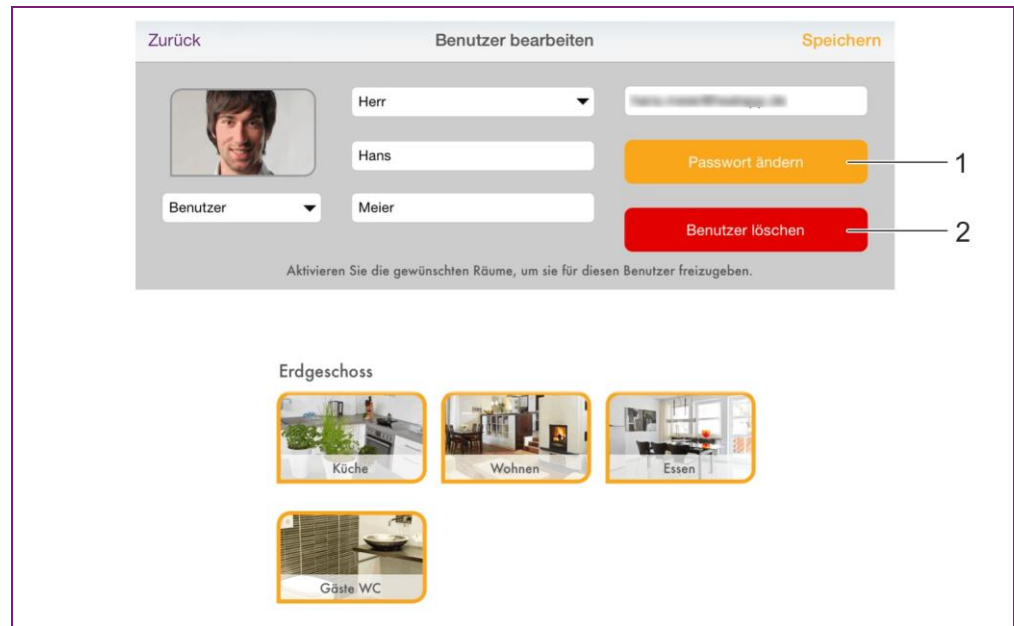 Zurück Benutzer bearbeiten Speichern
Herr
Hans Passwort ändern 1
Benutzer Meier
Benutzer löschen 2
Aktivieren Sie die gewünschten Räume, um sie für diesen Benutzer freizugeben.
Erdgeschoss
Küche Wohnen Essen
Gäste WC